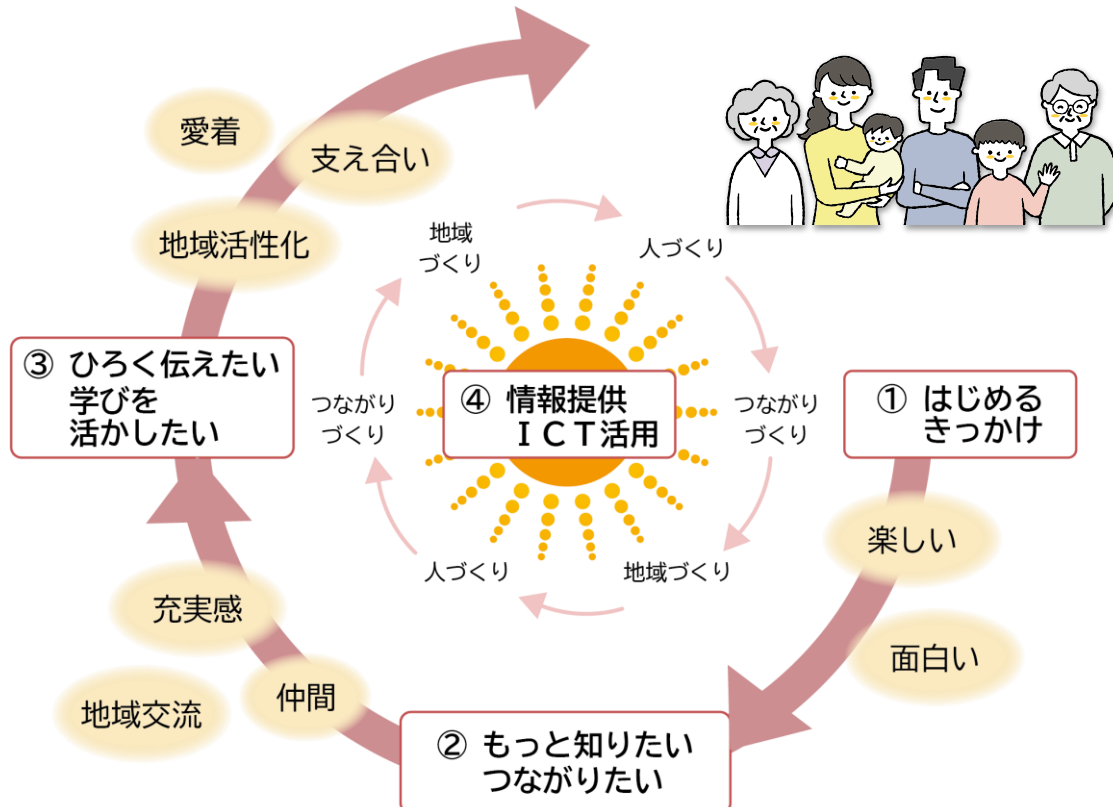 愛着
支え合い
地域活性化
地域
づくり
人づくり
③ ひろく伝えたい
学びを
活かしたい
つながり
づくり
④ 情報提供
ＩＣＴ活用
つながり
づくり
① はじめる
きっかけ
楽しい
人づくり
地域づくり
充実感
面白い
仲間
地域交流
② もっと知りたい
つながりたい